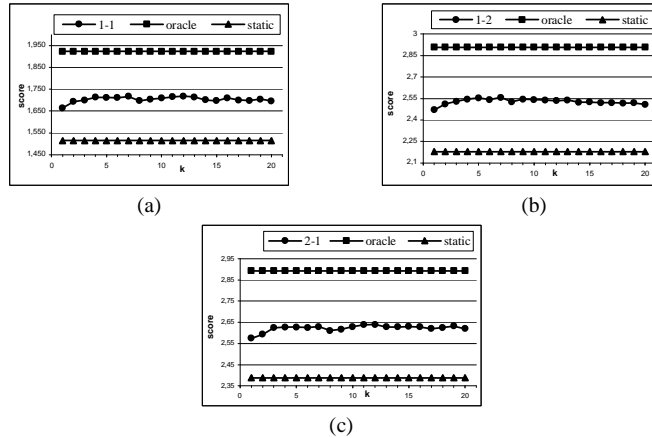 1-1 oracle static
1,950
1,850
1,750
1,650
1,550
1,450
score
0 5 10 15 20
k
(a)
1-2 oracle static
3
2,85
2,7
2,55
2,4
2,25
2,1
score
0 5 10 15 20
k
(b)
2-1 oracle static
2,95
2,85
2,75
2,65
2,55
2,45
2,35
score
0 5 10 15 20
k
(c)